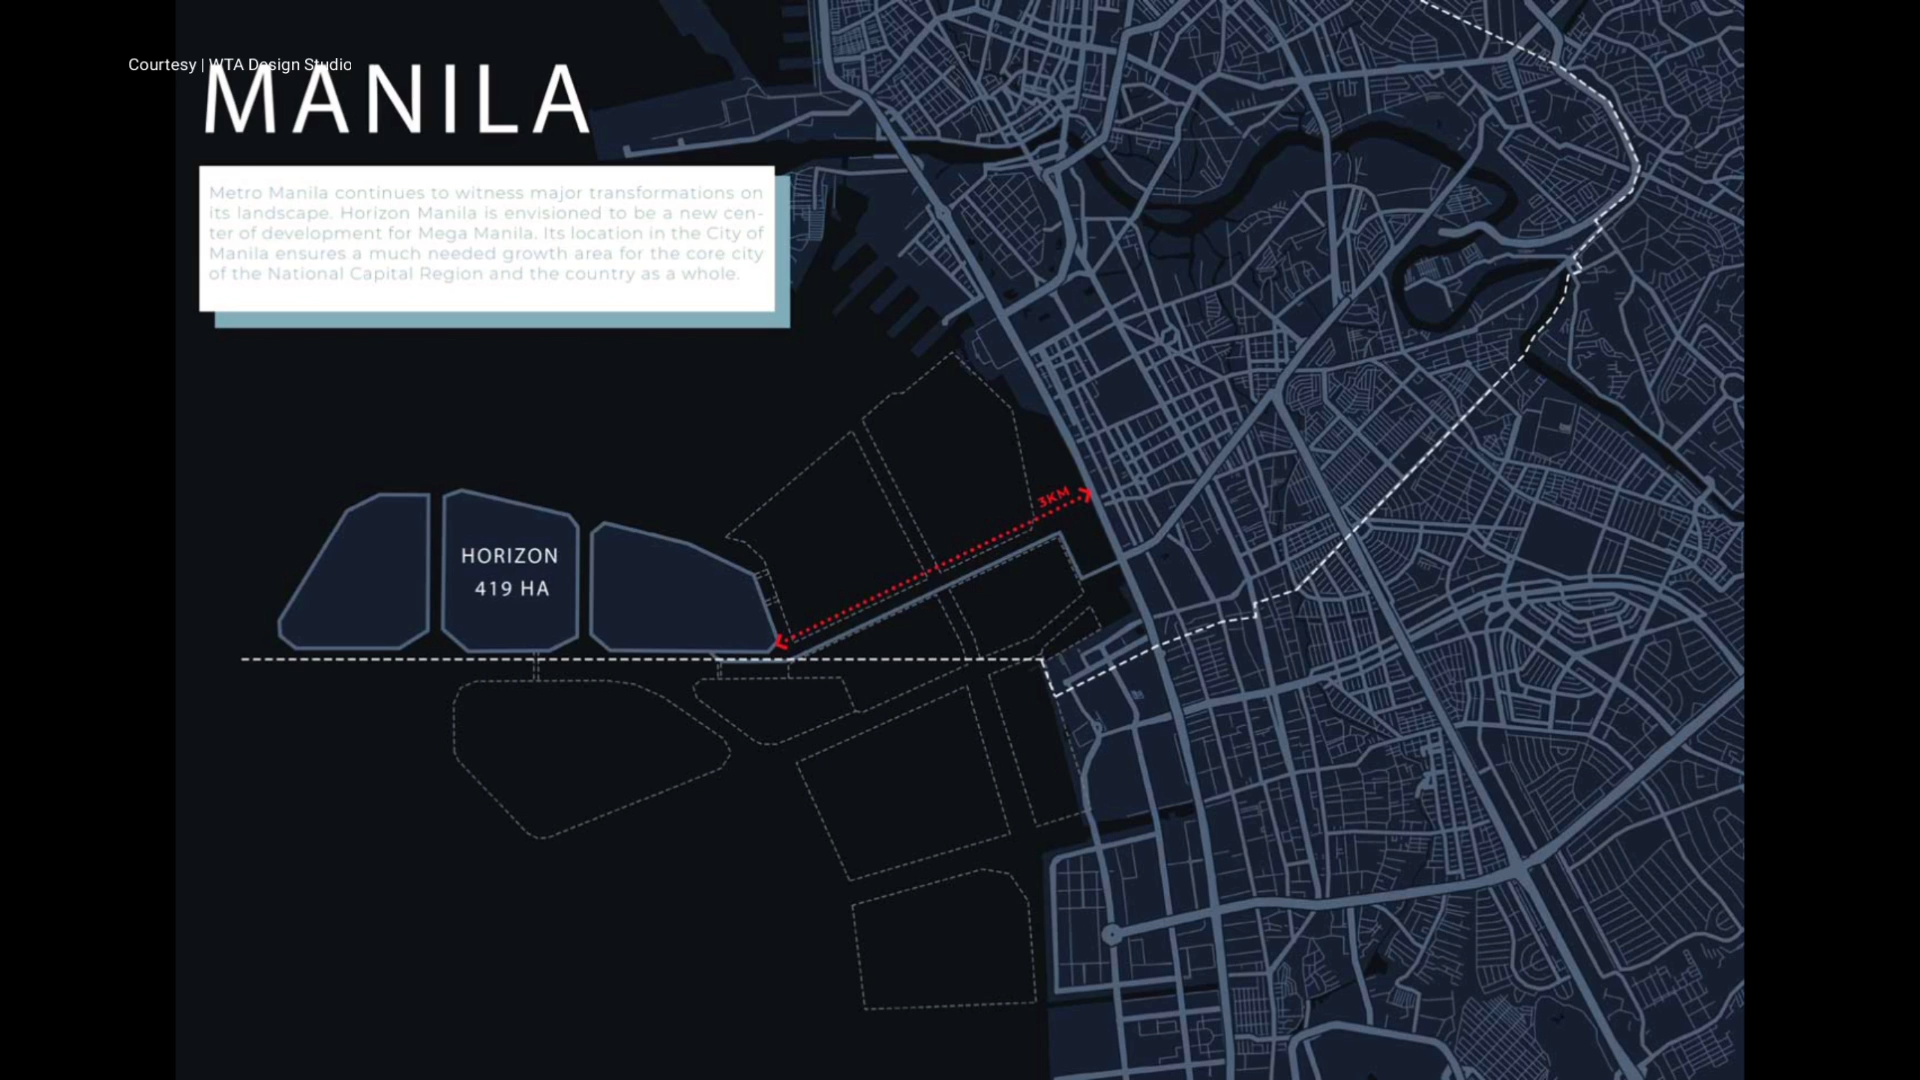 Courtesy | WTA Design Studio
MANILA
Metro Manila continues to witness major transformations on
its landscape. Horizon Manila is envisioned to be a new cen-
ter of development for Mega Manila. Its location in the City of
Manila ensures a much needed growth area for the core city
of the National Capital Region and the country as a whole.
3KM
HORIZON
419 HA